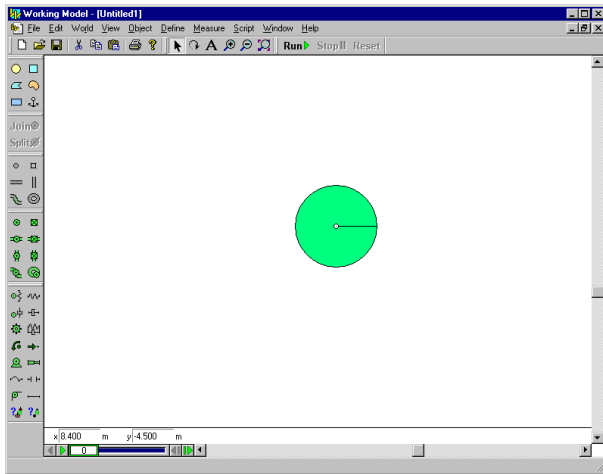 Working Model - [Untitled1]
File Edit World View Object Define Measure Script Window Help
Run Stop Reset
Join
Split
x 8.400 m y -4.500 m
0